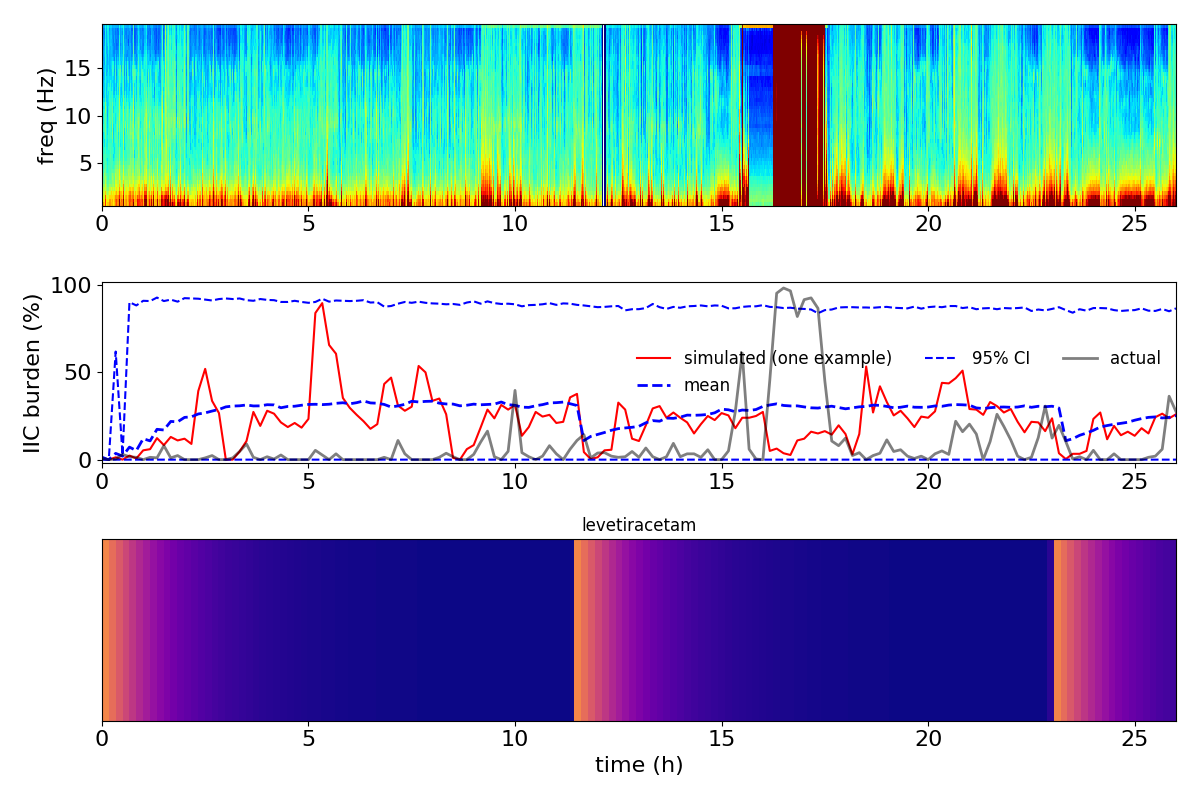 freq (Hz)
15
10
5
0 5 10 15 20 25
IIC burden (%)
100
50
0
simulated (one example) 95% CI actual
mean
0 5 10 15 20 25
levetiracetam
0 5 10 15 20 25
time (h)